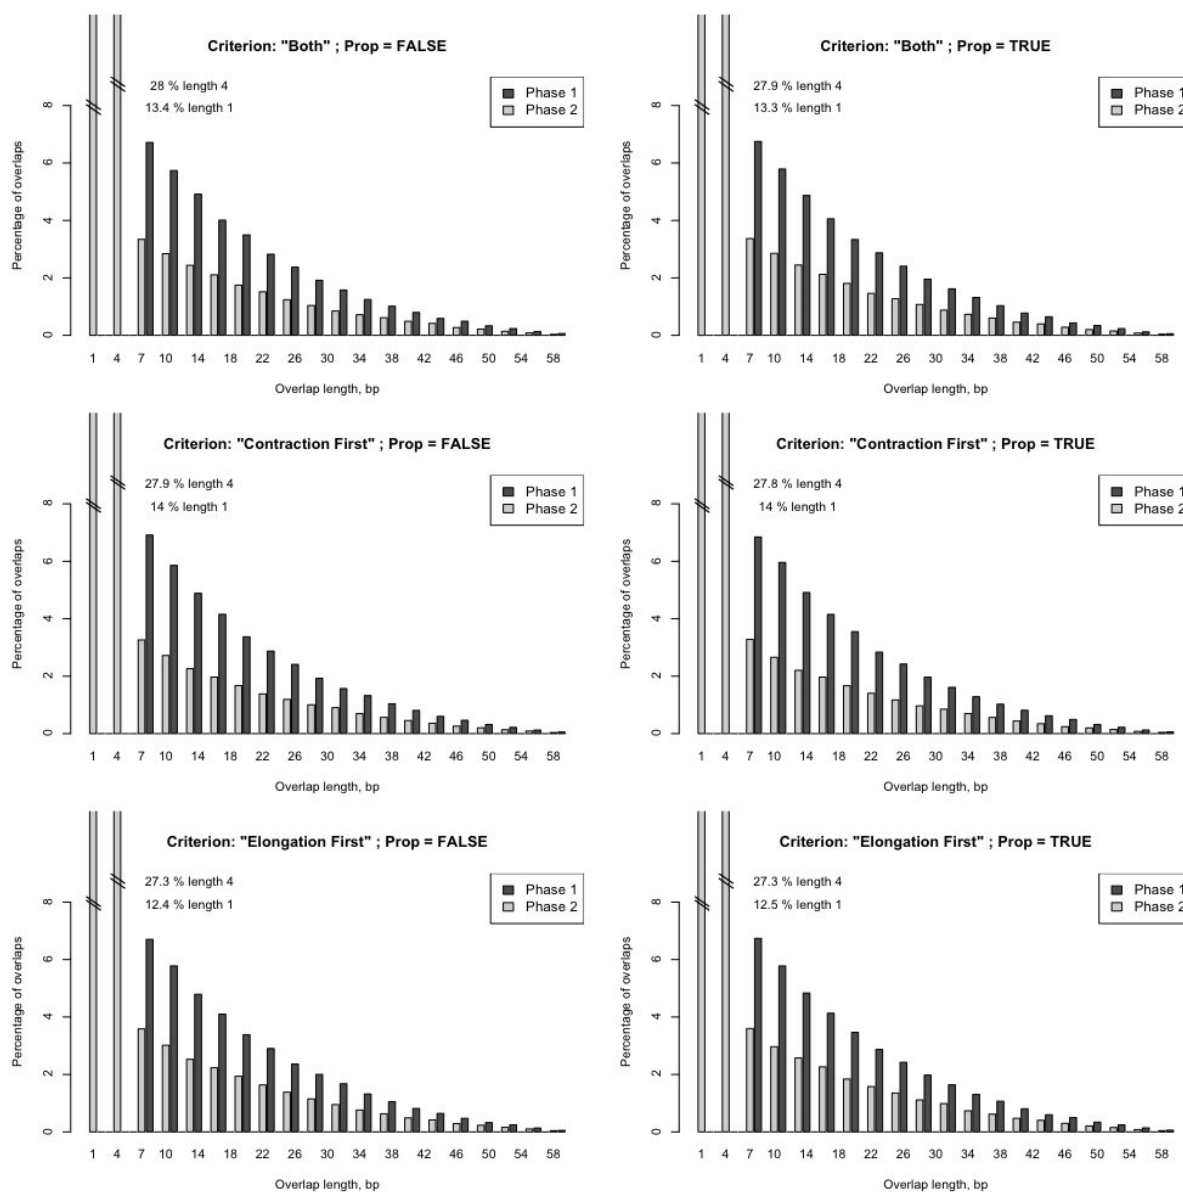 Criterion: "Both" ; Prop = FALSE
28 % length 4
13.4 % length 1
Phase 1
Phase 2
Percentage of overlaps
0 2 4 6 8
1 4 7 10 14 18 22 26 30 34 38 42 46 50 54 58
Overlap length, bp
Criterion: "Both" ; Prop = TRUE
27.9 % length 4
13.3 % length 1
Phase 1
Phase 2
Percentage of overlaps
0 2 4 6 8
1 4 7 10 14 18 22 26 30 34 38 42 46 50 54 58
Overlap length, bp
Criterion: "Contraction First" ; Prop = FALSE
27.9 % length 4
14 % length 1
Phase 1
Phase 2
Percentage of overlaps
0 2 4 6 8
1 4 7 10 14 18 22 26 30 34 38 42 46 50 54 58
Overlap length, bp
Criterion: "Contraction First" ; Prop = TRUE
27.8 % length 4
14 % length 1
Phase 1
Phase 2
Percentage of overlaps
0 2 4 6 8
1 4 7 10 14 18 22 26 30 34 38 42 46 50 54 58
Overlap length, bp
Criterion: "Elongation First" ; Prop = FALSE
27.3 % length 4
12.4 % length 1
Phase 1
Phase 2
Percentage of overlaps
0 2 4 6 8
1 4 7 10 14 18 22 26 30 34 38 42 46 50 54 58
Overlap length, bp
Criterion: "Elongation First" ; Prop = TRUE
27.3 % length 4
12.5 % length 1
Phase 1
Phase 2
Percentage of overlaps
0 2 4 6 8
1 4 7 10 14 18 22 26 30 34 38 42 46 50 54 58
Overlap length, bp